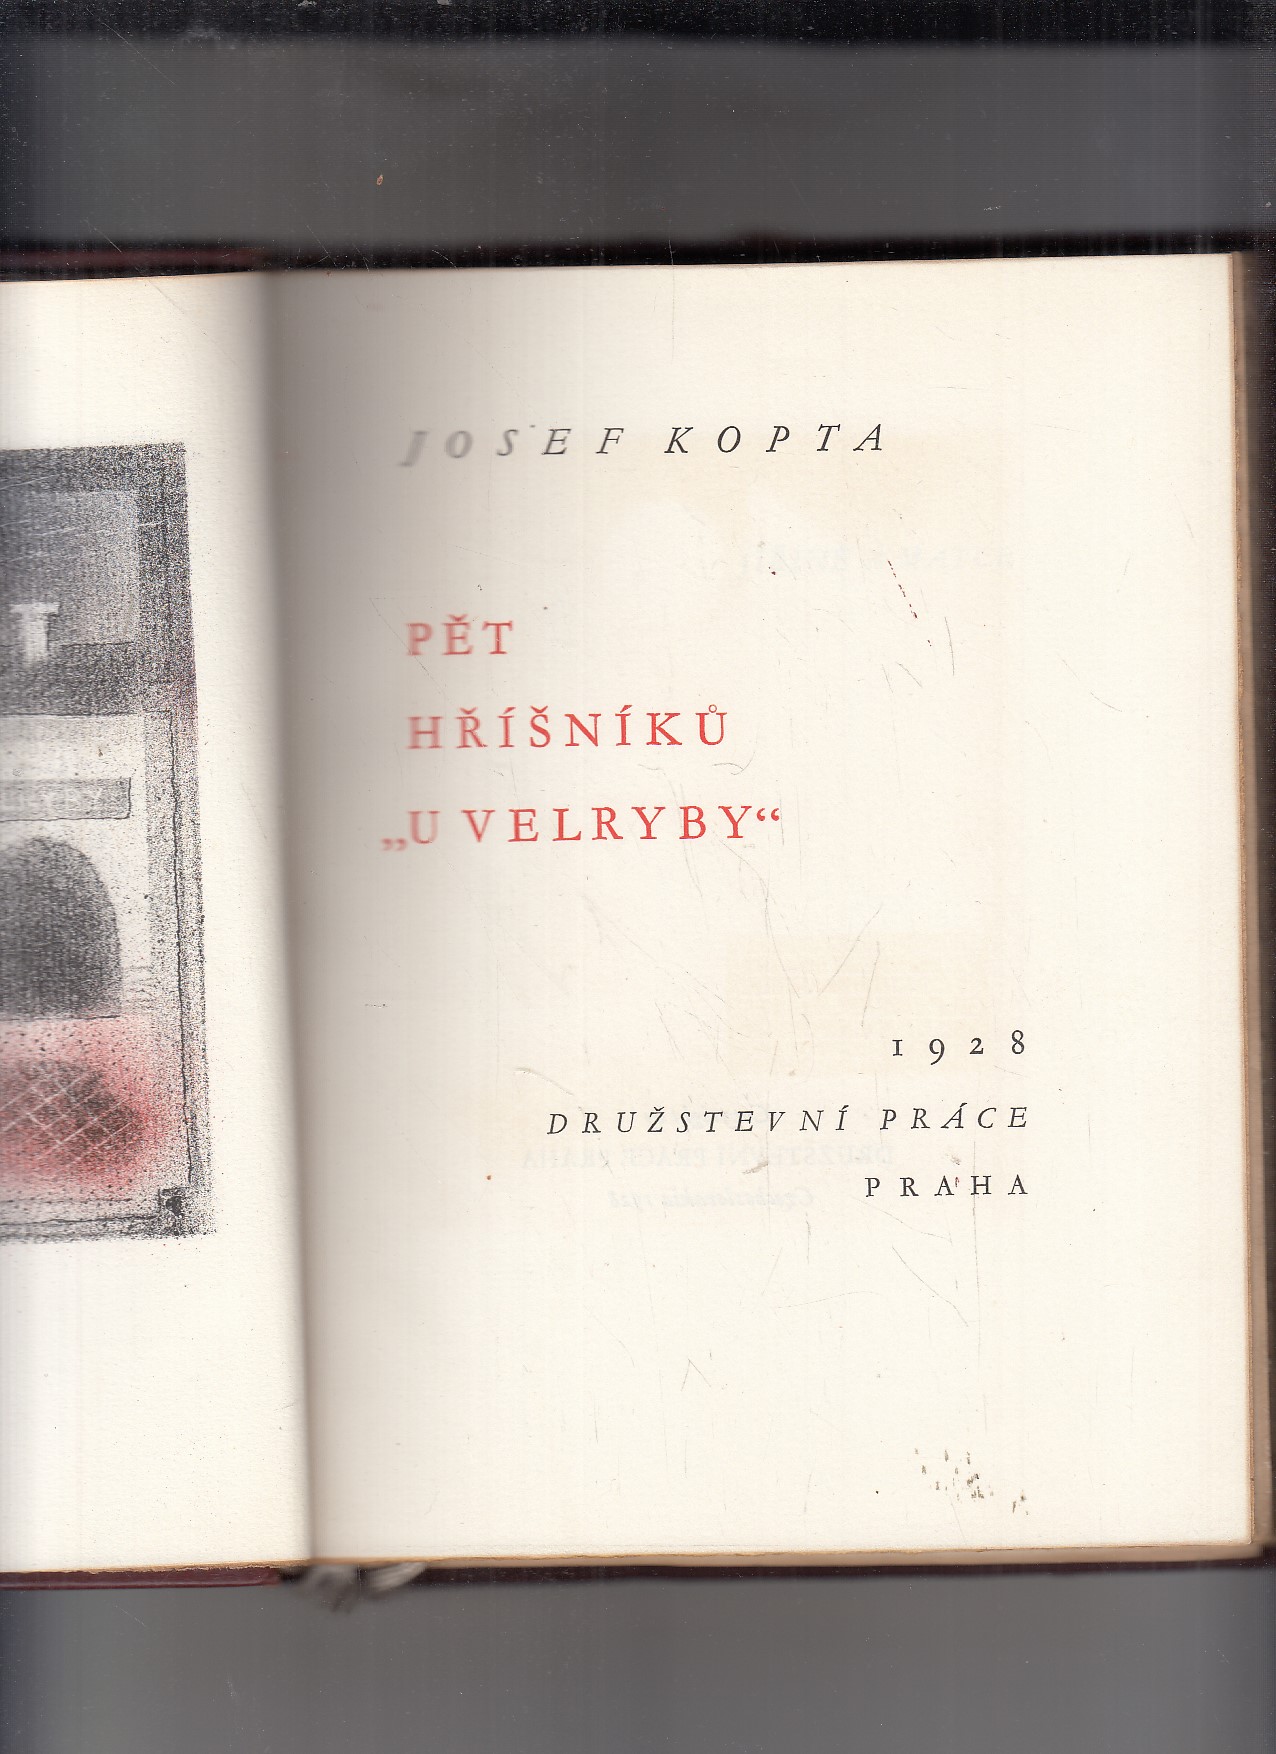 JOSEF KOPTA
PĚT
HŘÍŠNÍKŮ
„U VELRYBY“
1928
DRUŽSTEVNÍ PRÁCE
PRAHA